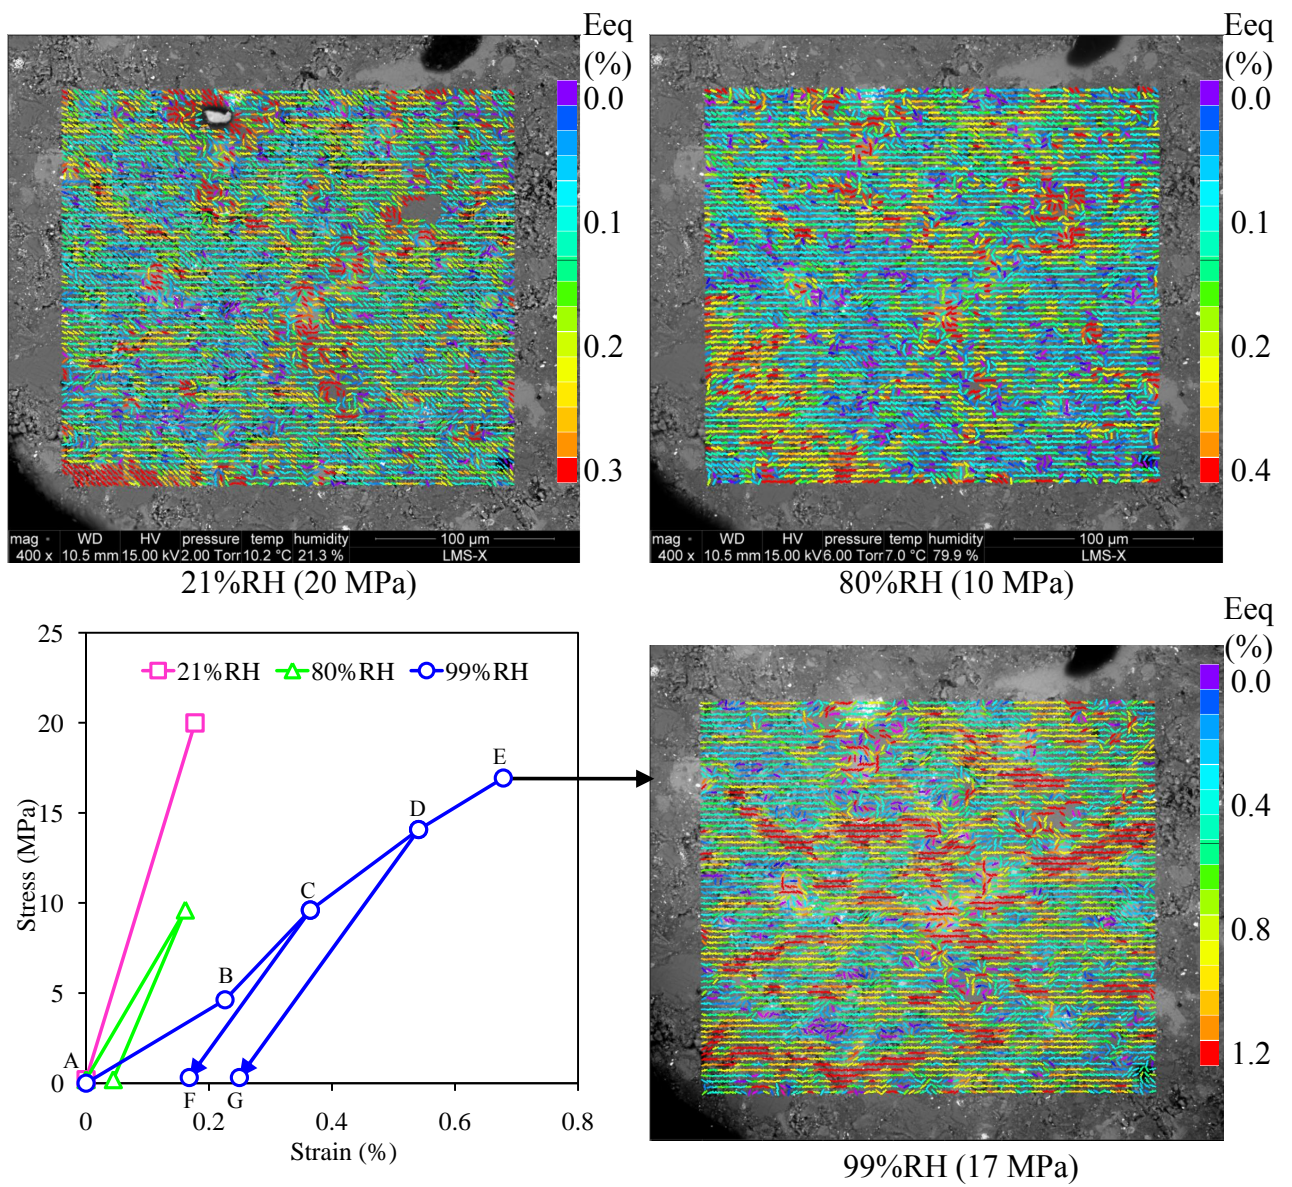 Eeq
(%)
0.0
0.1
0.2
0.3
mag WD HV pressure temp humidity 100 µm
400 x 10.5 mm 15.00 kV 2.00 Torr 10.2 °C 21.3 % LMS-X
21%RH (20 MPa)
Eeq
(%)
0.0
0.1
0.2
0.4
mag WD HV pressure temp humidity 100 µm
400 x 10.5 mm 15.00 kV 6.00 Torr 7.0 °C 79.9 % LMS-X
80%RH (10 MPa)
25
20
15
10
5
0
Stress (MPa)
21%RH 80%RH 99%RH
A
B
C
D
E
F G
0 0.2 0.4 0.6 0.8
Strain (%)
Eeq
(%)
0.0
0.4
0.8
1.2
99%RH (17 MPa)